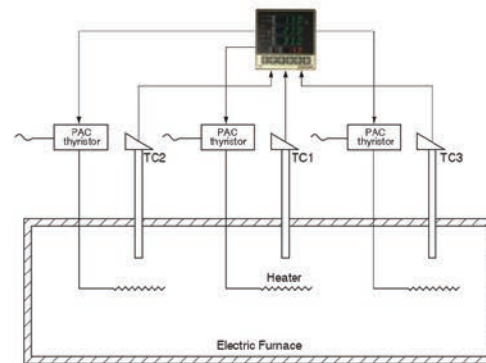 PAC
thyristor
TC2
PAC
thyristor
TC1
PAC
thyristor
TC3
Heater
Electric Furnace